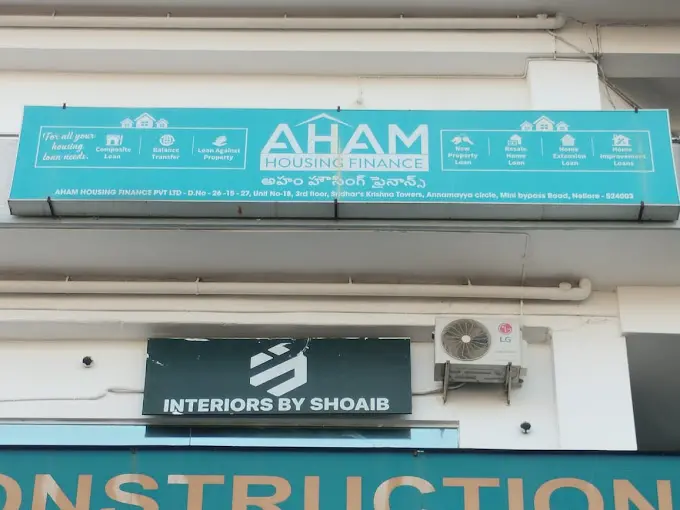 For all your
housing
loan needs.
Composite
Loan
Balance
Transfer
Loan Against
Property
AHAM
HOUSING FINANCE
అహం హౌసింగ్ ఫైనాన్స్
New
Property
Loan
Resale
Home
Loan
Home
Extension
Loan
Home
Improvement
Loans
AHAM HOUSING FINANCE PVT LTD - D.No - 26 -15 - 27, Unit No-18, 3rd floor, Sridhar's Krishna Towers, Annamayya circle, Mini bypass Road, Nellore - 524003
LG
INTERIORS BY SHOAIB
ONSTRUCTION